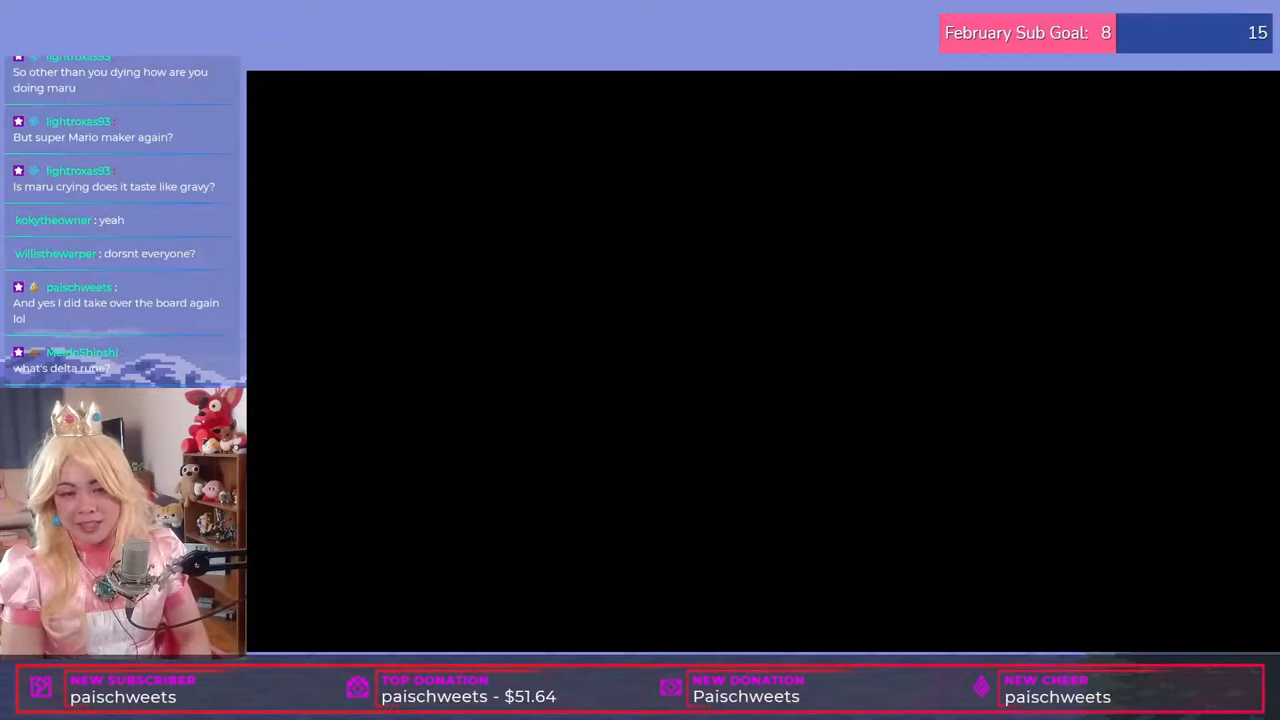 February Sub Goal: 8 15
lightroxas93 :
So other than you dying how are you
doing maru
lightroxas93 :
But super Mario maker again?
lightroxas93 :
Is maru crying does it taste like gravy?
kokytheowner : yeah
willisthewarper : dorsnt everyone?
paischweets :
And yes I did take over the board again
lol
MeidoShinshi
what's delta rune?
NEW SUBSCRIBER
paischweets
TOP DONATION
paischweets - $51.64
NEW DONATION
Paischweets
NEW CHEER
paischweets